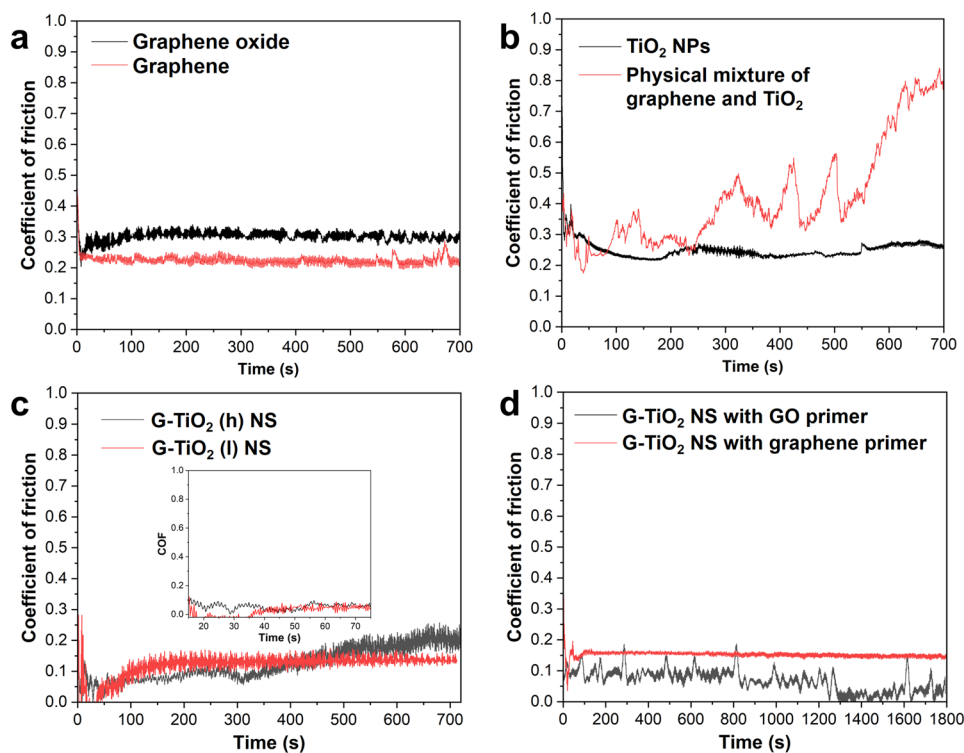 a
Graphene oxide
Graphene
Coefficient of friction
1.0
0.9
0.8
0.7
0.6
0.5
0.4
0.3
0.2
0.1
0.0
0 100 200 300 400 500 600 700
Time (s)
b
TiO₂ NPs
Physical mixture of
graphene and TiO₂
Coefficient of friction
1.0
0.9
0.8
0.7
0.6
0.5
0.4
0.3
0.2
0.1
0.0
0 100 200 300 400 500 600 700
Time (s)
c
G-TiO₂ (h) NS
G-TiO₂ (l) NS
Coefficient of friction
1.0
0.9
0.8
0.7
0.6
0.5
0.4
0.3
0.2
0.1
0.0
0 100 200 300 400 500 600 700
Time (s)
COF
1.0
0.8
0.6
0.4
0.2
0.0
20 30 40 50 60 70
Time (s)
d
G-TiO₂ NS with GO primer
G-TiO₂ NS with graphene primer
Coefficient of friction
1.0
0.9
0.8
0.7
0.6
0.5
0.4
0.3
0.2
0.1
0.0
0 200 400 600 800 1000 1200 1400 1600 1800
Time (s)